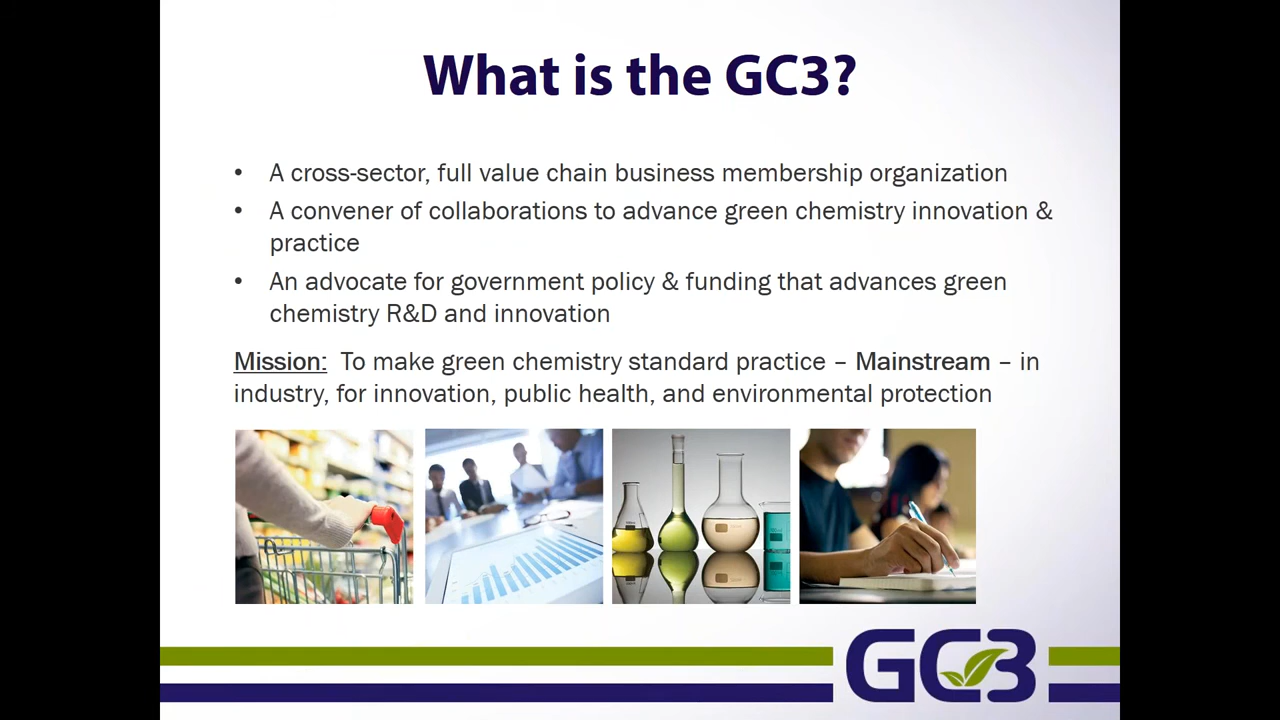 What is the GC3?
• A cross-sector, full value chain business membership organization
• A convener of collaborations to advance green chemistry innovation &
practice
• An advocate for government policy & funding that advances green
chemistry R&D and innovation
Mission: To make green chemistry standard practice – Mainstream – in
industry, for innovation, public health, and environmental protection
GC3